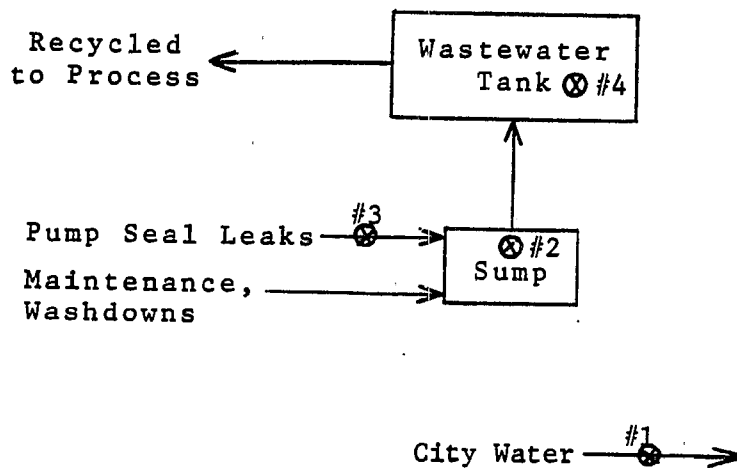 Recycled
to Process
Wastewater
Tank #4
#3
Pump Seal Leaks
#2
Sump
Maintenance,
Washdowns
#1
City Water